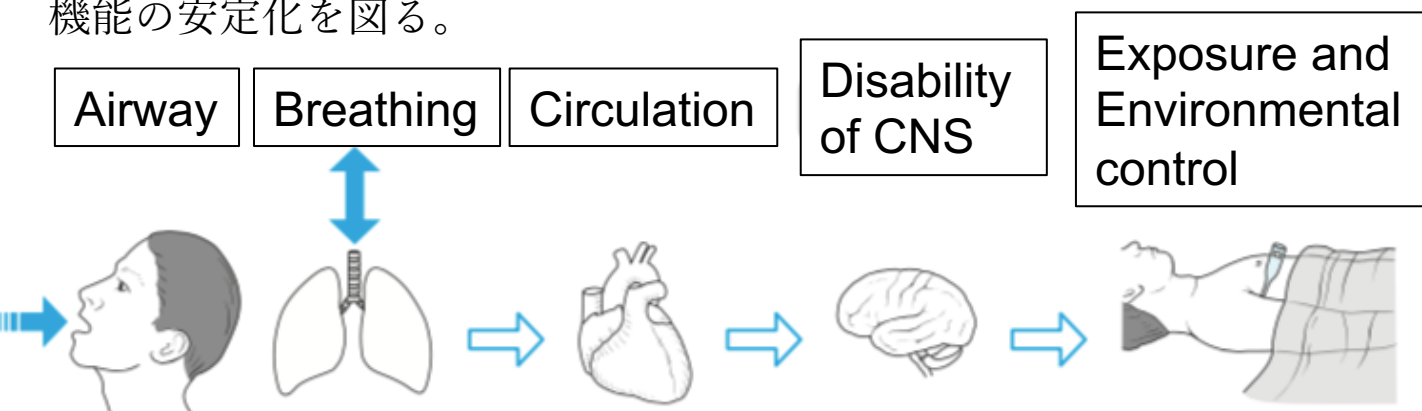 機能の安定化を図る。
Airway
Breathing
Circulation
Disability
of CNS
Exposure and
Environmental
control